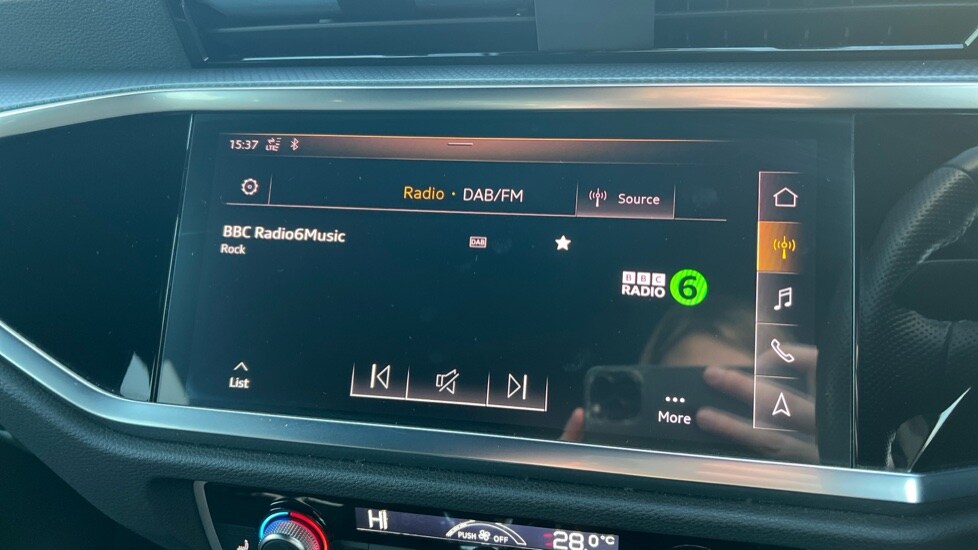 15:37 LTE
Radio · DAB/FM
Source
BBC Radio6Music
DAB
Rock
BBC
RADIO 6
List
More
HI
PUSH OFF
28.0°C